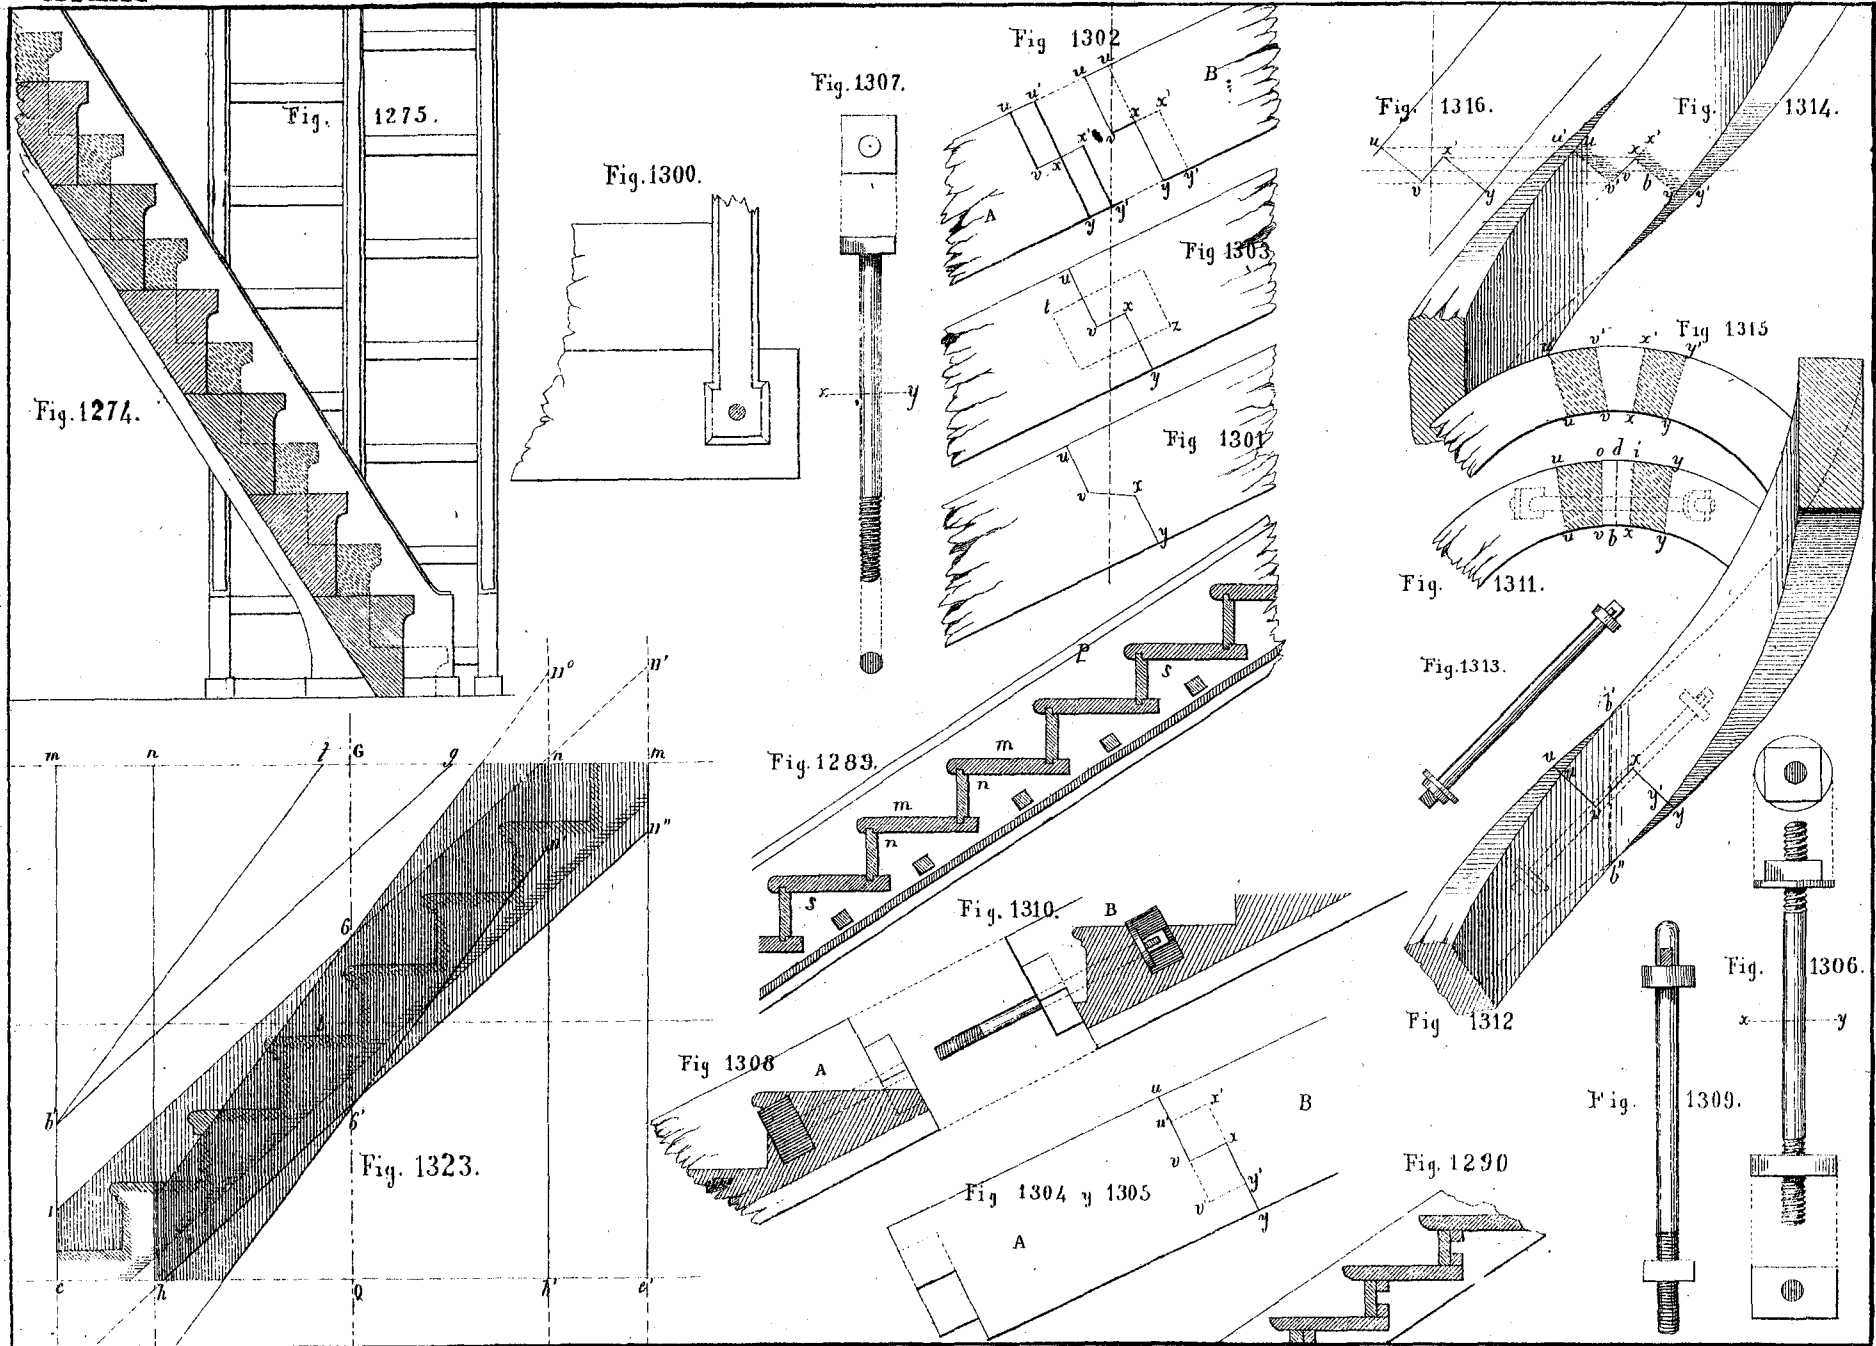 Fig. 1275.
Fig. 1274.
Fig. 1300.
Fig. 1307.
x y
Fig 1302
u u' u u'
B
x x'
v x x' v
A
y y' y y'
Fig 1303
u
t v x z
y
Fig 1301
u
v x
y
Fig. 1316.
Fig. 1314.
u v x' y
u' u
x x'
v' v b
y y'
Fig 1315
u' v' x' y'
u v x y
u o d i y
u v q x y
Fig. 1311.
Fig. 1313.
b'
u u
x
v y' y
b''
Fig 1312
Fig. 1306.
x y
Fig. 1309.
Fig. 1289.
P
s
m
n
m
n
s
Fig. 1310.
B
Fig 1308
A
Fig 1304 y 1305
u x'
u' x
v y'
v y
A
B
Fig. 1290
n° n'
m n f G g n m
n''
6
b'
6'
Fig. 1323.
e h Q h' e'